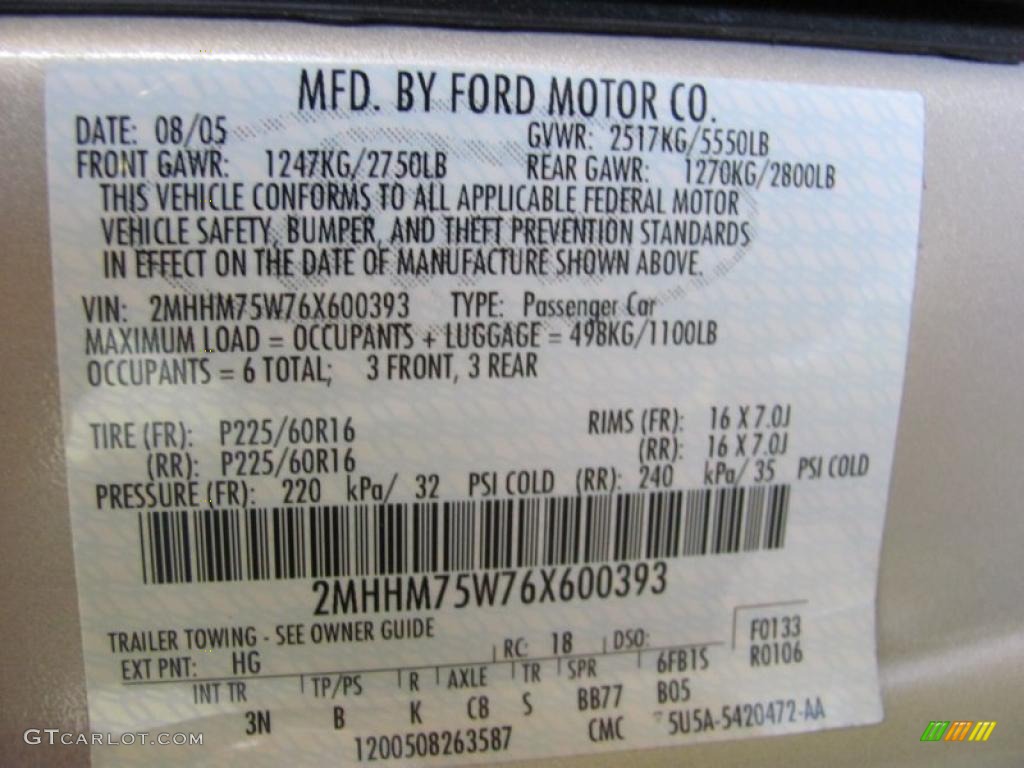 MFD. BY FORD MOTOR CO.
DATE: 08/05 GVWR: 2517KG/5550LB
FRONT GAWR: 1247KG/2750LB REAR GAWR: 1270KG/2800LB
THIS VEHICLE CONFORMS TO ALL APPLICABLE FEDERAL MOTOR
VEHICLE SAFETY, BUMPER, AND THEFT PREVENTION STANDARDS
IN EFFECT ON THE DATE OF MANUFACTURE SHOWN ABOVE.
VIN: 2MHHM75W76X600393 TYPE: Passenger Car
MAXIMUM LOAD = OCCUPANTS + LUGGAGE = 498KG/1100LB
OCCUPANTS = 6 TOTAL; 3 FRONT, 3 REAR
TIRE (FR): P225/60R16 RIMS (FR): 16 X 7.0J
(RR): P225/60R16 (RR): 16 X 7.0J
PRESSURE (FR): 220 kPa/ 32 PSI COLD (RR): 240 kPa/ 35 PSI COLD
2MHHM75W76X600393
TRAILER TOWING - SEE OWNER GUIDE F0133
EXT PNT: HG RC: 18 DSO: 6FB1S R0106
INT TR TP/PS R AXLE TR SPR B05
3N B K C8 S BB77 5U5A-5420472-AA
1200508263587 CMC
GTCARLOT.COM